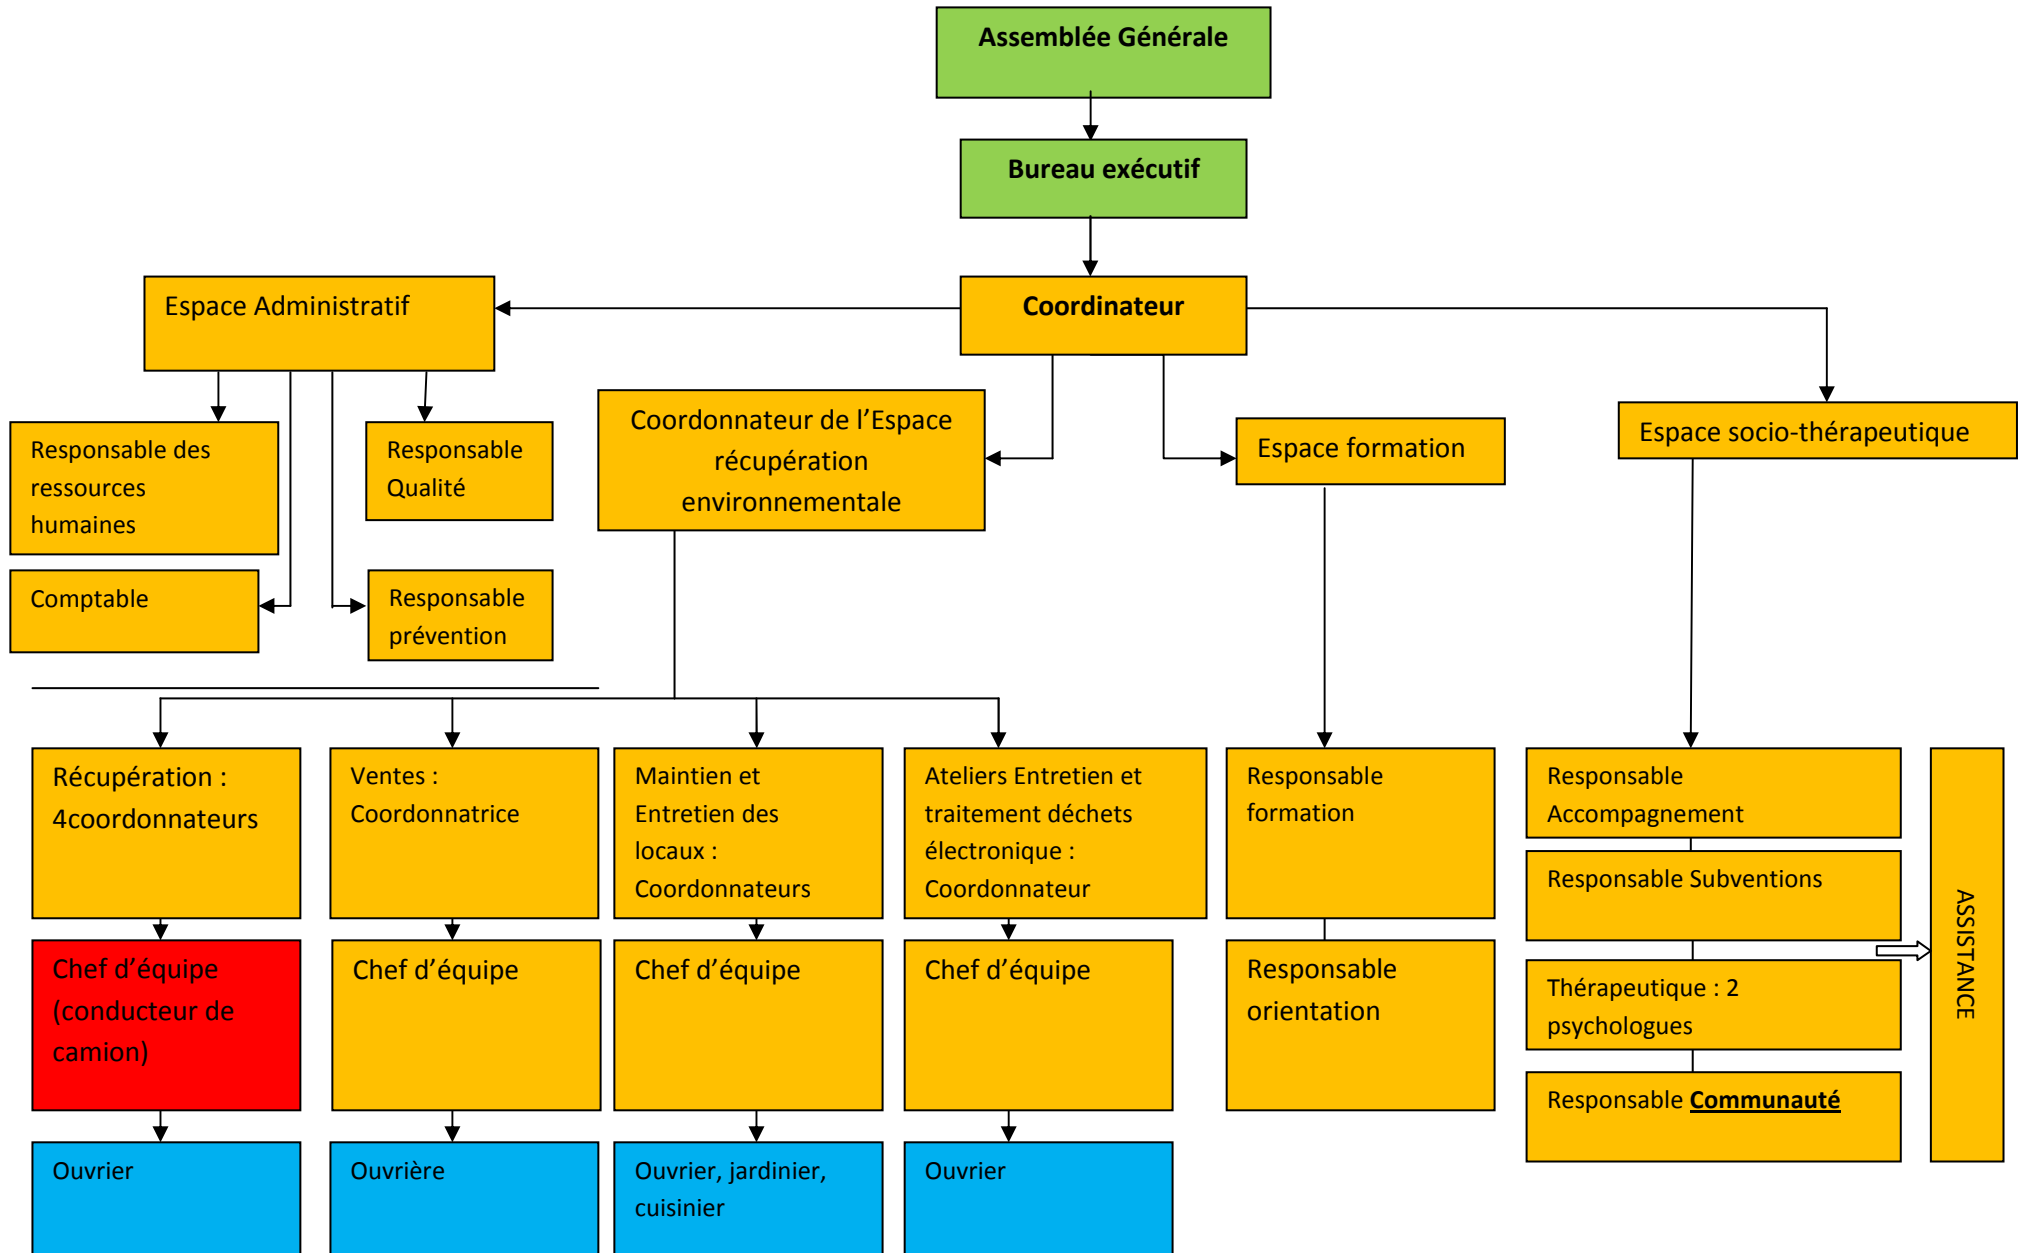 Assemblée Générale
Bureau exécutif
Espace Administratif
Coordinateur
Responsable des
ressources
humaines
Responsable
Qualité
Comptable
Responsable
prévention
Coordonnateur de l’Espace
récupération
environnementale
Espace formation
Espace socio-thérapeutique
Récupération :
4coordonnateurs
Ventes :
Coordonnatrice
Maintien et
Entretien des
locaux :
Coordonnateurs
Ateliers Entretien et
traitement déchets
électronique :
Coordonnateur
Responsable
formation
Responsable
Accompagnement
Responsable Subventions
Chef d’équipe
(conducteur de
camion)
Chef d’équipe
Chef d’équipe
Chef d’équipe
Responsable
orientation
Thérapeutique : 2
psychologues
Responsable Communauté
ASSISTANCE
Ouvrier
Ouvrière
Ouvrier, jardinier,
cuisinier
Ouvrier